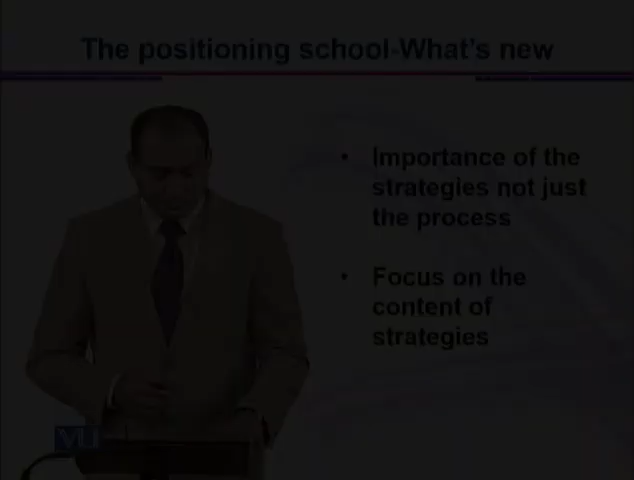 The positioning school-What's new
• Importance of the
strategies not just
the process
• Focus on the
content of
strategies
VU